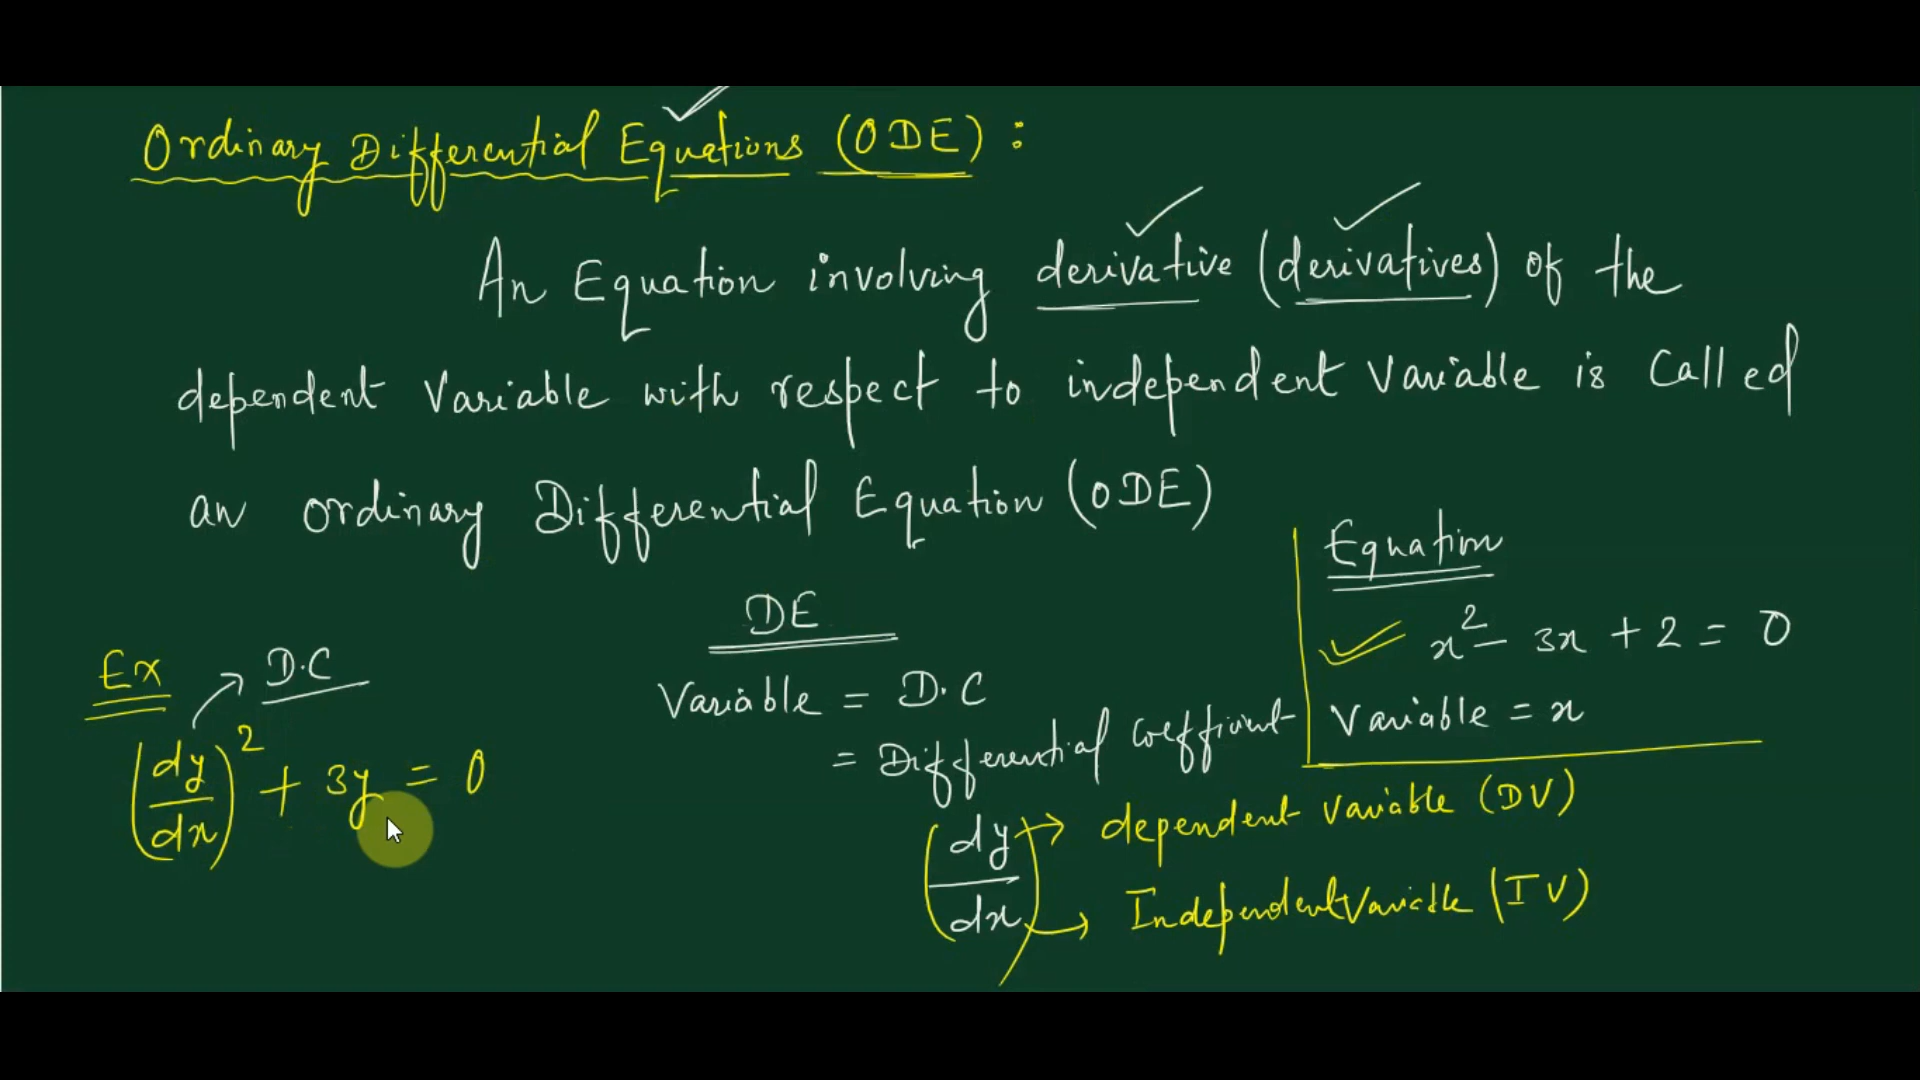 Ordinary Differential Equations (ODE) :
An Equation involving derivative (derivatives) of the
dependent Variable with respect to independent Variable is Called
an ordinary Differential Equation (ODE)
Equation
x² - 3x + 2 = 0
Variable = x
DE
Variable = D.C
= Differential Coefficient
dy/dx
dependent variable (DV)
Independent Variable (IV)
Ex
D.C
(dy/dx)² + 3y = 0